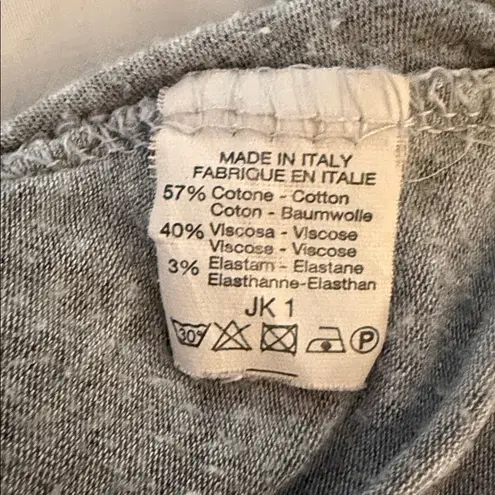 MADE IN ITALY
FABRIQUE EN ITALIE
57% Cotone - Cotton
Coton - Baumwolle
40% Viscosa - Viscose
Viscose - Viscose
3% Elastam - Elastane
Elasthanne-Elasthan
JK 1
30° P